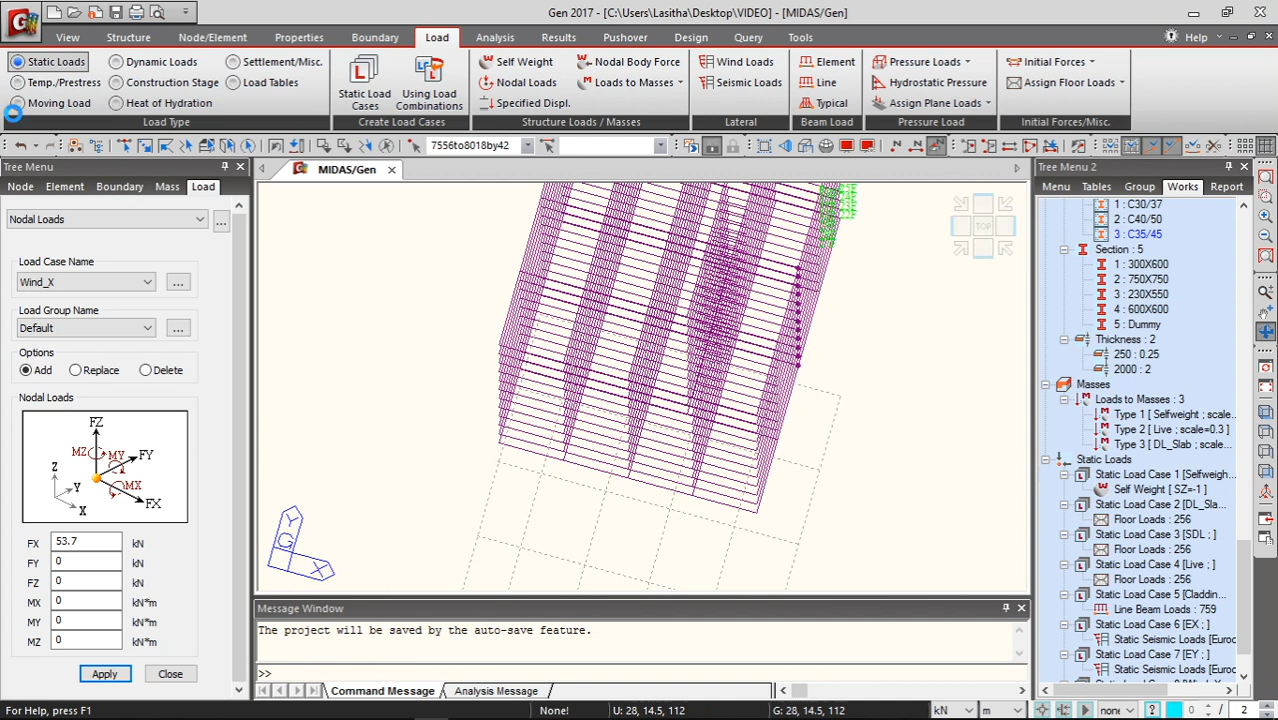 Gen 2017 - [C:\Users\Lasitha\Desktop\VIDEO] - [MIDAS/Gen]
View Structure Node/Element Properties Boundary Load Analysis Results Pushover Design Query Tools Help
Static Loads Dynamic Loads Settlement/Misc.
Temp./Prestress Construction Stage Load Tables
Moving Load Heat of Hydration
Load Type
Static Load Cases
Using Load Combinations
Create Load Cases
Self Weight Nodal Body Force
Nodal Loads Loads to Masses
Specified Displ.
Structure Loads / Masses
Wind Loads
Seismic Loads
Lateral
Element
Line
Typical
Beam Load
Pressure Loads
Hydrostatic Pressure
Assign Plane Loads
Pressure Load
Initial Forces
Assign Floor Loads
Initial Forces/Misc.
7556to8018by42
Tree Menu
Node Element Boundary Mass Load
Nodal Loads
...
Load Case Name
Wind_X
...
Load Group Name
Default
...
Options
Add Replace Delete
Nodal Loads
FZ
MZ MY FY
Z
Y MX
X FX
FX 53.7 kN
FY 0 kN
FZ 0 kN
MX 0 kN*m
MY 0 kN*m
MZ 0 kN*m
Apply Close
MIDAS/Gen
TOP
Y
G
X
Message Window
The project will be saved by the auto-save feature.
>>
Command Message Analysis Message
Tree Menu 2
Menu Tables Group Works Report
1 : C30/37
2 : C40/50
3 : C35/45
Section : 5
1 : 300X600
2 : 750X750
3 : 230X550
4 : 600X600
5 : Dummy
Thickness : 2
250 : 0.25
2000 : 2
Masses
Loads to Masses : 3
Type 1 [ Selfweight ; scale...
Type 2 [ Live ; scale=0.3 ]
Type 3 [ DL_Slab ; scale...
Static Loads
Static Load Case 1 [Selfweigh...
Self Weight [ SZ=-1 ]
Static Load Case 2 [DL_Sla...
Floor Loads : 256
Static Load Case 3 [SDL ; ]
Floor Loads : 256
Static Load Case 4 [Live ; ]
Floor Loads : 256
Static Load Case 5 [Claddin...
Line Beam Loads : 759
Static Load Case 6 [EX ; ]
Static Seismic Loads [Euroc...
Static Load Case 7 [EY ; ]
Static Seismic Loads [Euroc...
For Help, press F1
None! U: 28, 14.5, 112 G: 28, 14.5, 112 kN m none 0 / 2